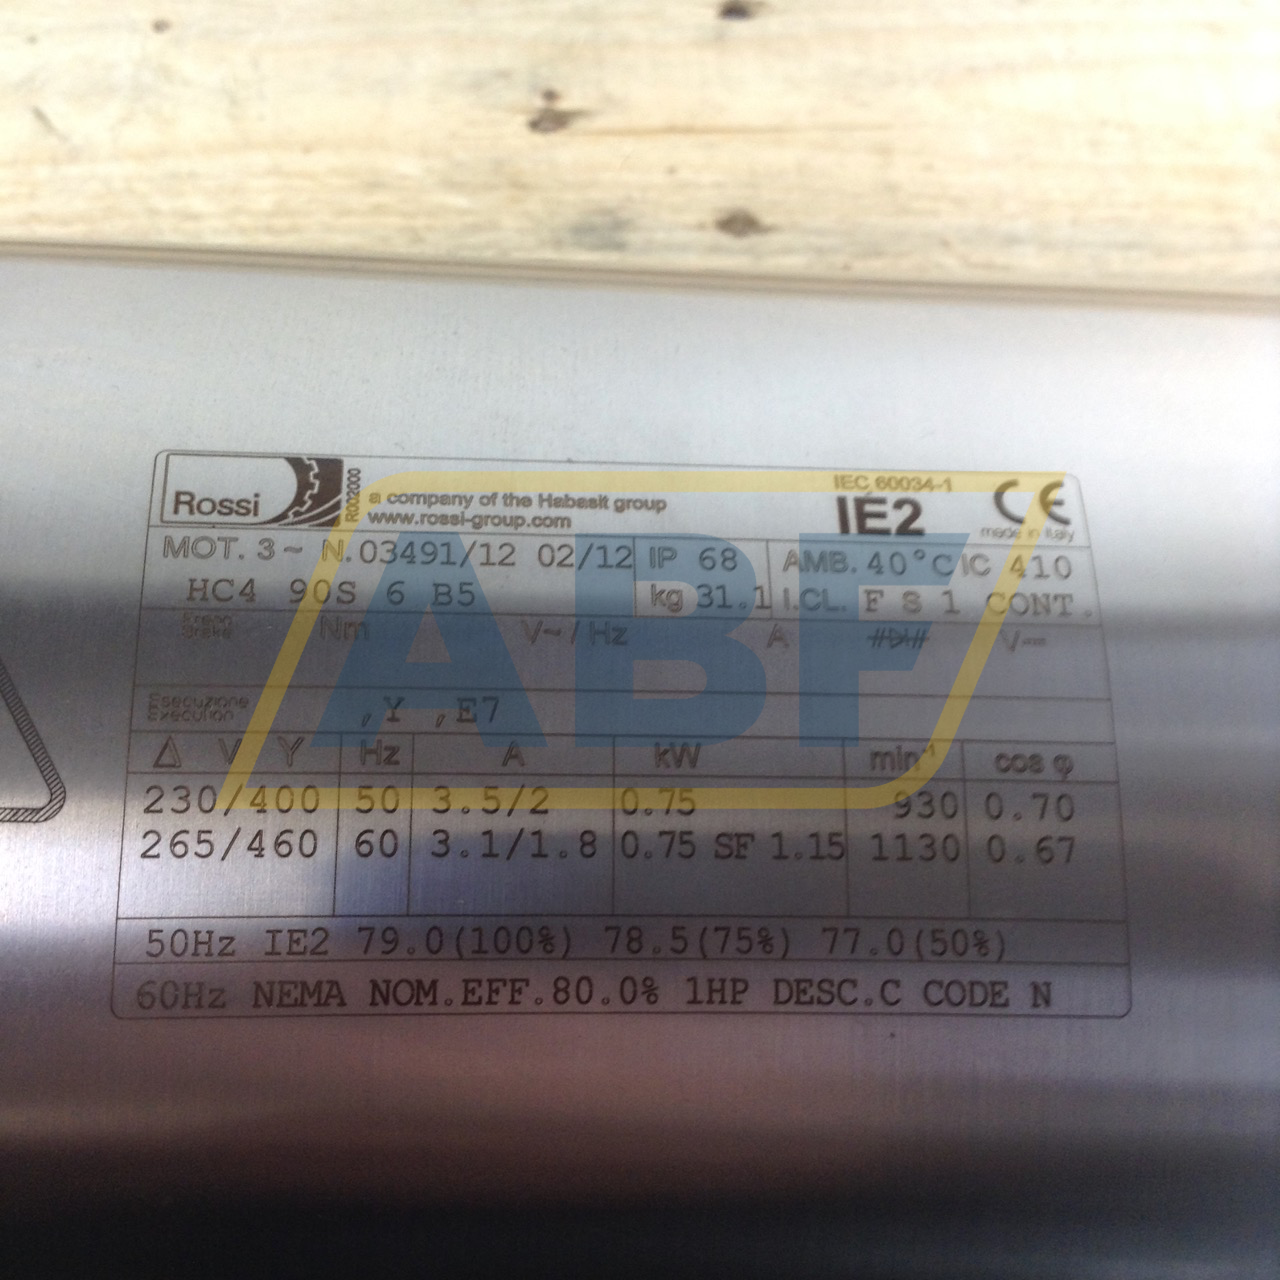 Rossi
R002000
a company of the Habasit group
www.rossi-group.com
IEC 60034-1
IE2
CE
made in Italy
MOT. 3~ N.03491/12 02/12 IP 68 AMB. 40°C IC 410
HC4 90S 6 B5 kg 31.1 I.CL. F S1 CONT.
Freno
Brake
Nm V~/Hz A V
Esecuzione
Execution
,Y ,E7
Δ V Y Hz A kW min-1 cos φ
230/400 50 3.5/2 0.75 930 0.70
265/460 60 3.1/1.8 0.75 SF 1.15 1130 0.67
50Hz IE2 79.0(100%) 78.5(75%) 77.0(50%)
60Hz NEMA NOM.EFF.80.0% 1HP DESC.C CODE N
ABF